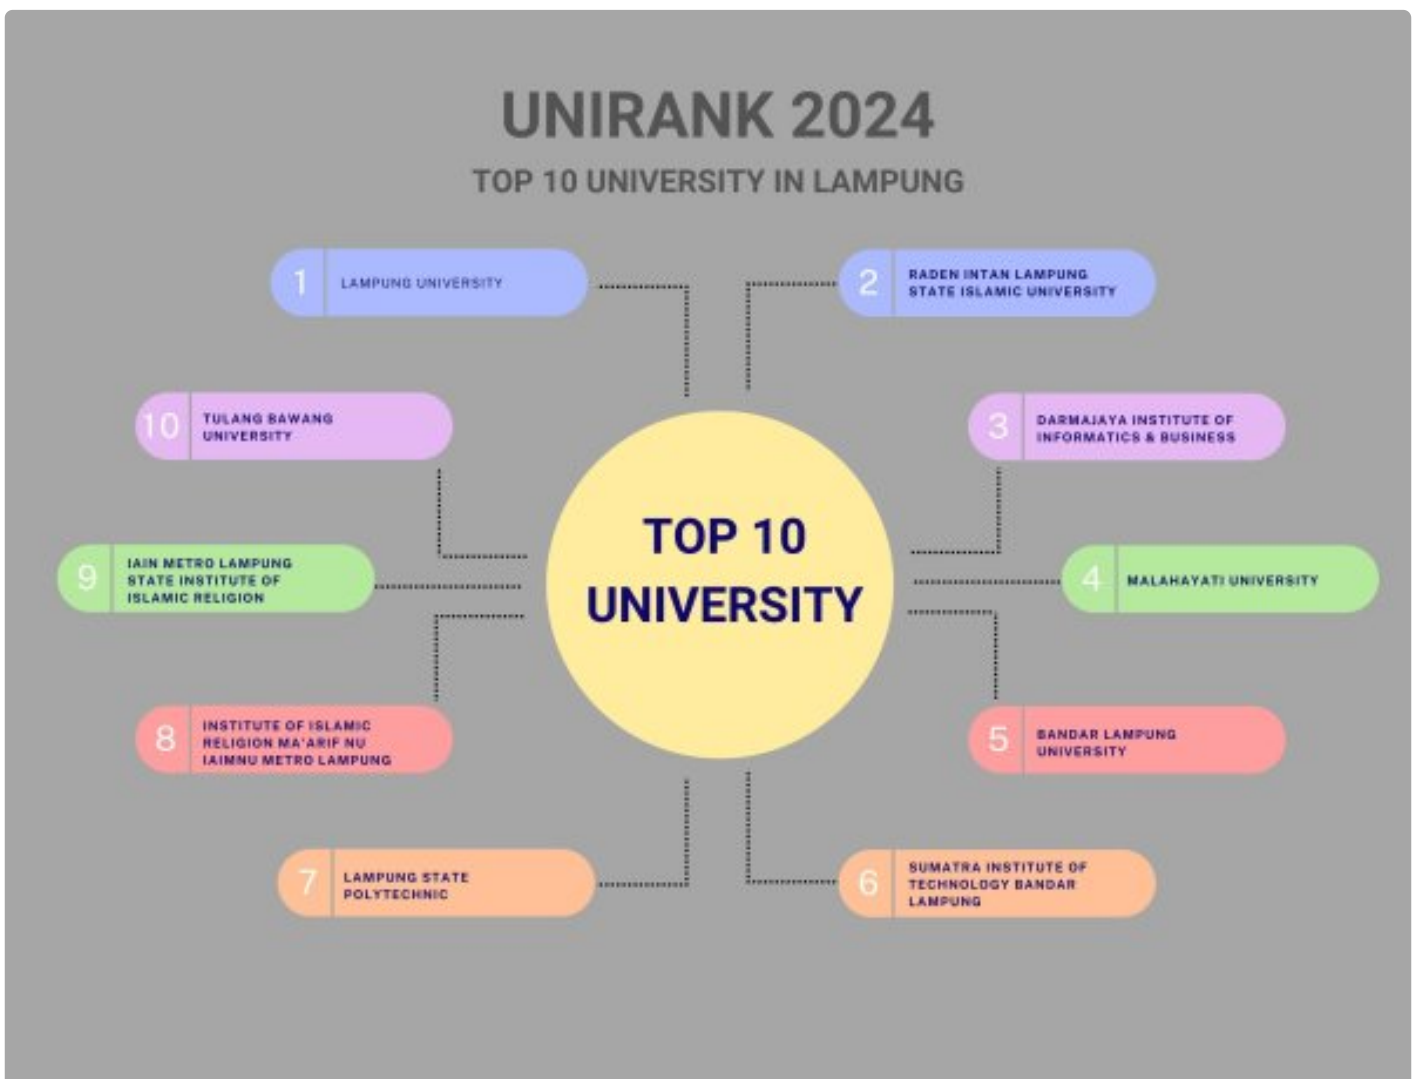 UNIRANK 2024
TOP 10 UNIVERSITY IN LAMPUNG
1
LAMPUNG UNIVERSITY
2
RADEN INTAN LAMPUNG
STATE ISLAMIC UNIVERSITY
3
DARMAJAYA INSTITUTE OF
INFORMATICS & BUSINESS
4
MALAHAYATI UNIVERSITY
5
BANDAR LAMPUNG
UNIVERSITY
6
SUMATRA INSTITUTE OF
TECHNOLOGY BANDAR
LAMPUNG
7
LAMPUNG STATE
POLYTECHNIC
8
INSTITUTE OF ISLAMIC
RELIGION MA'ARIF NU
IAIMNU METRO LAMPUNG
9
IAIN METRO LAMPUNG
STATE INSTITUTE OF
ISLAMIC RELIGION
10
TULANG BAWANG
UNIVERSITY
TOP 10
UNIVERSITY